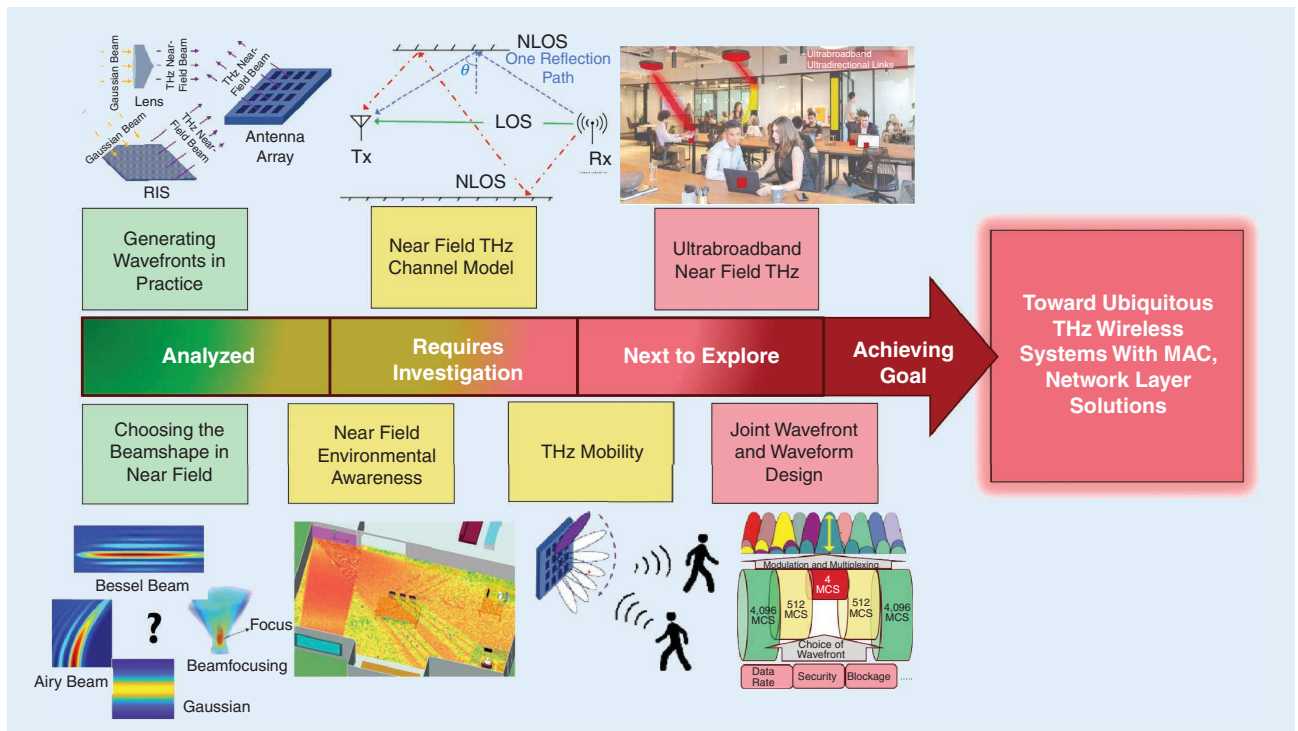 Gaussian Beam
Lens
THz Near-
Field Beam
THz Near-
Field Beam
Antenna
Array
Gaussian Beam
THz Near-
Field Beam
RIS
NLOS
One Reflection
Path
θ
LOS
Tx
Rx
NLOS
Ultrabroadband
Ultradirectional Links
Generating
Wavefronts in
Practice
Near Field THz
Channel Model
Ultrabroadband
Near Field THz
Analyzed
Requires
Investigation
Next to Explore
Achieving
Goal
Toward Ubiquitous
THz Wireless
Systems With MAC,
Network Layer
Solutions
Choosing the
Beamshape in
Near Field
Near Field
Environmental
Awareness
THz Mobility
Joint Wavefront
and Waveform
Design
Bessel Beam
?
Focus
Beamfocusing
Airy Beam
Gaussian
Modulation and Multiplexing
4
MCS
4,096
MCS
512
MCS
512
MCS
4,096
MCS
Choice of
Wavefront
Data
Rate
Security
Blockage
.....